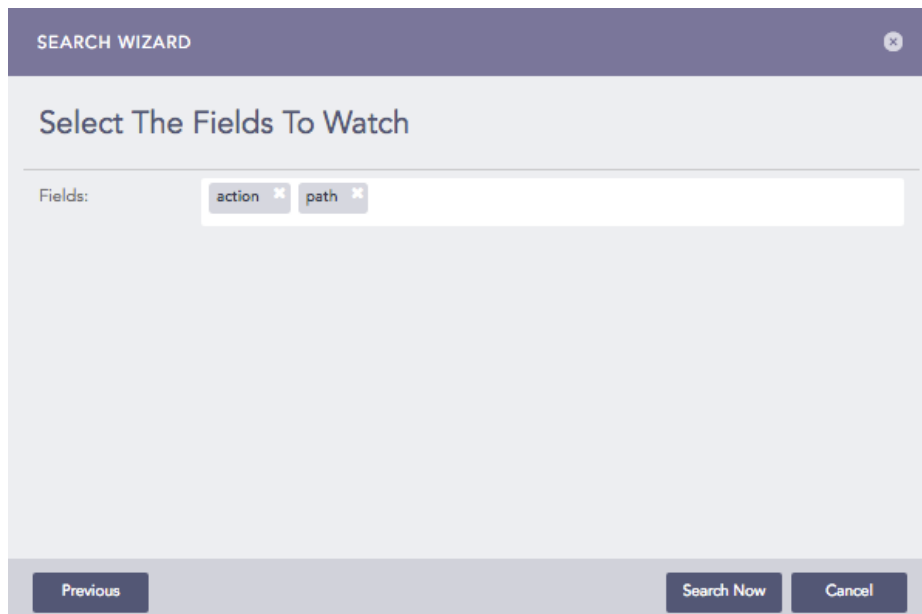 SEARCH WIZARD
Select The Fields To Watch
Fields: action path
Previous Search Now Cancel